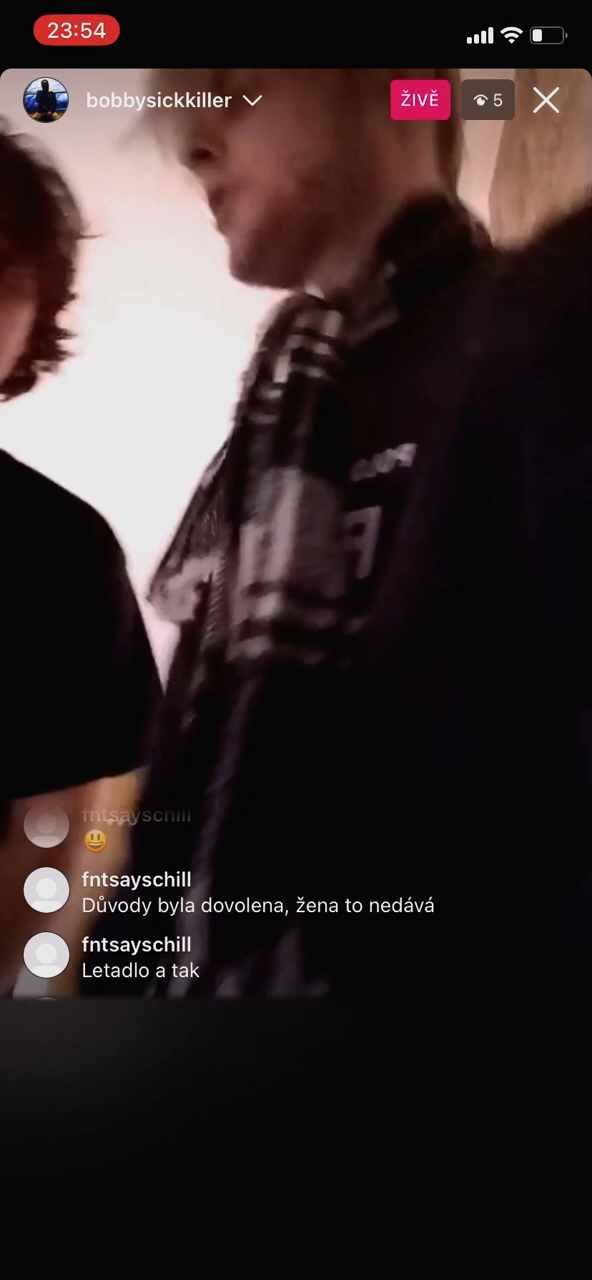 23:54
bobbysickkiller
ŽIVĚ
5
fntsayschill
😃
fntsayschill
Důvody byla dovolena, žena to nedává
fntsayschill
Letadlo a tak